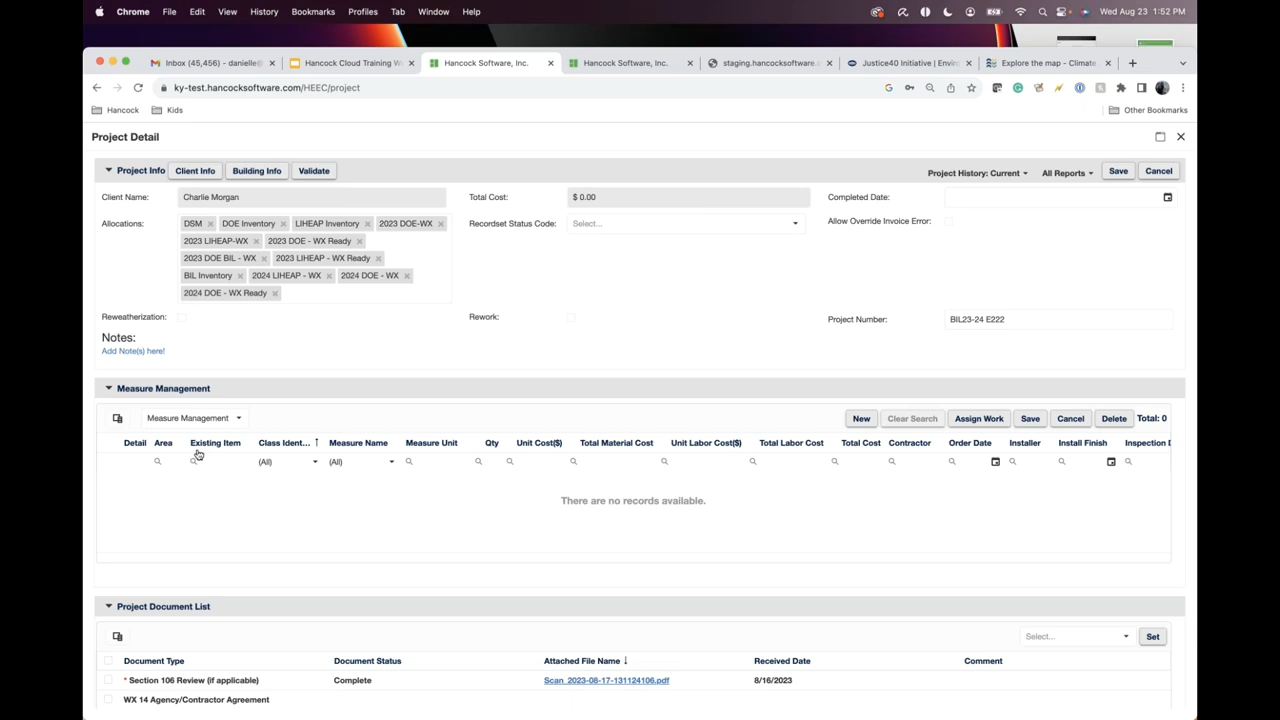 Chrome File Edit View History Bookmarks Profiles Tab Window Help Wed Aug 23 1:52 PM
Inbox (45,456) - danielle@ Hancock Cloud Training W Hancock Software, Inc. Hancock Software, Inc. staging.hancocksoftware.c Justice40 Initiative | Envir Explore the map - Climate
ky-test.hancocksoftware.com/HEEC/project
Hancock Kids Other Bookmarks
Project Detail
Project Info Client Info Building Info Validate Project History: Current All Reports Save Cancel
Client Name: Charlie Morgan Total Cost: $ 0.00 Completed Date:
Allocations: DSM DOE Inventory LIHEAP Inventory 2023 DOE-WX Recordset Status Code: Select... Allow Override Invoice Error:
2023 LIHEAP-WX 2023 DOE - WX Ready
2023 DOE BIL - WX 2023 LIHEAP - WX Ready
BIL Inventory 2024 LIHEAP - WX 2024 DOE - WX
2024 DOE - WX Ready
Reweatherization: Rework: Project Number: BIL23-24 E222
Notes:
Add Note(s) here!
Measure Management
Measure Management New Clear Search Assign Work Save Cancel Delete Total: 0
Detail Area Existing Item Class Ident... Measure Name Measure Unit Qty Unit Cost($) Total Material Cost Unit Labor Cost($) Total Labor Cost Total Cost Contractor Order Date Installer Install Finish Inspection D
(All) (All)
There are no records available.
Project Document List
Select... Set
Document Type Document Status Attached File Name Received Date Comment
* Section 106 Review (if applicable) Complete Scan_2023-08-17-131124106.pdf 8/16/2023
WX 14 Agency/Contractor Agreement